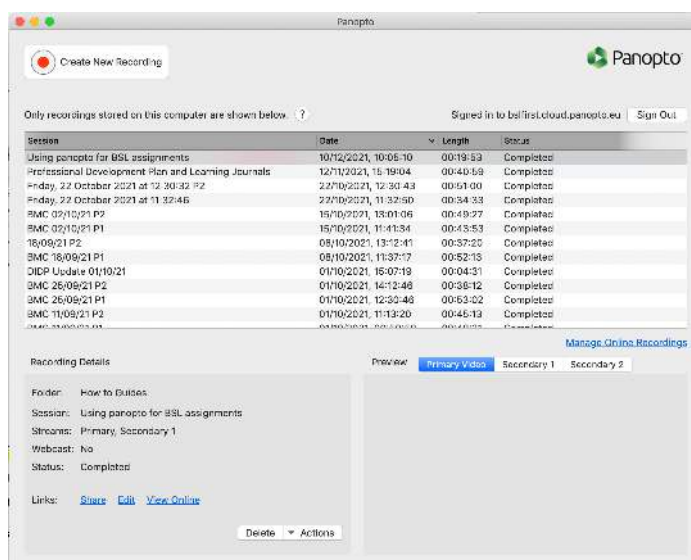 Panopto
Create New Recording
Panopto
Only recordings stored on this computer are shown below. ?
Signed in to bslfirst.cloud.panopto.eu Sign Out
Session Date Length Status
Using panopto for BSL assignments 10/12/2021, 10:05:10 00:19:53 Completed
Professional Development Plan and Learning Journals 12/11/2021, 15:19:04 00:40:59 Completed
Friday, 22 October 2021 at 12:30:32 P2 22/10/2021, 12:30:43 00:51:00 Completed
Friday, 22 October 2021 at 11:32:46 22/10/2021, 11:32:50 00:34:33 Completed
BMC 02/10/21 P2 15/10/2021, 13:01:06 00:49:27 Completed
BMC 02/10/21 P1 15/10/2021, 11:41:34 00:43:53 Completed
18/09/21 P2 08/10/2021, 13:12:41 00:37:20 Completed
BMC 18/09/21 P1 08/10/2021, 11:37:17 00:52:13 Completed
DIDP Update 01/10/21 01/10/2021, 15:07:19 00:04:31 Completed
BMC 25/09/21 P2 01/10/2021, 14:12:46 00:38:12 Completed
BMC 25/09/21 P1 01/10/2021, 12:30:46 00:53:02 Completed
BMC 11/09/21 P2 01/10/2021, 11:13:20 00:45:13 Completed
Manage Online Recordings
Recording Details
Preview Primary Video Secondary 1 Secondary 2
Folder: How to Guides
Session: Using panopto for BSL assignments
Streams: Primary, Secondary 1
Webcast: No
Status: Completed
Links: Share Edit View Online
Delete Actions